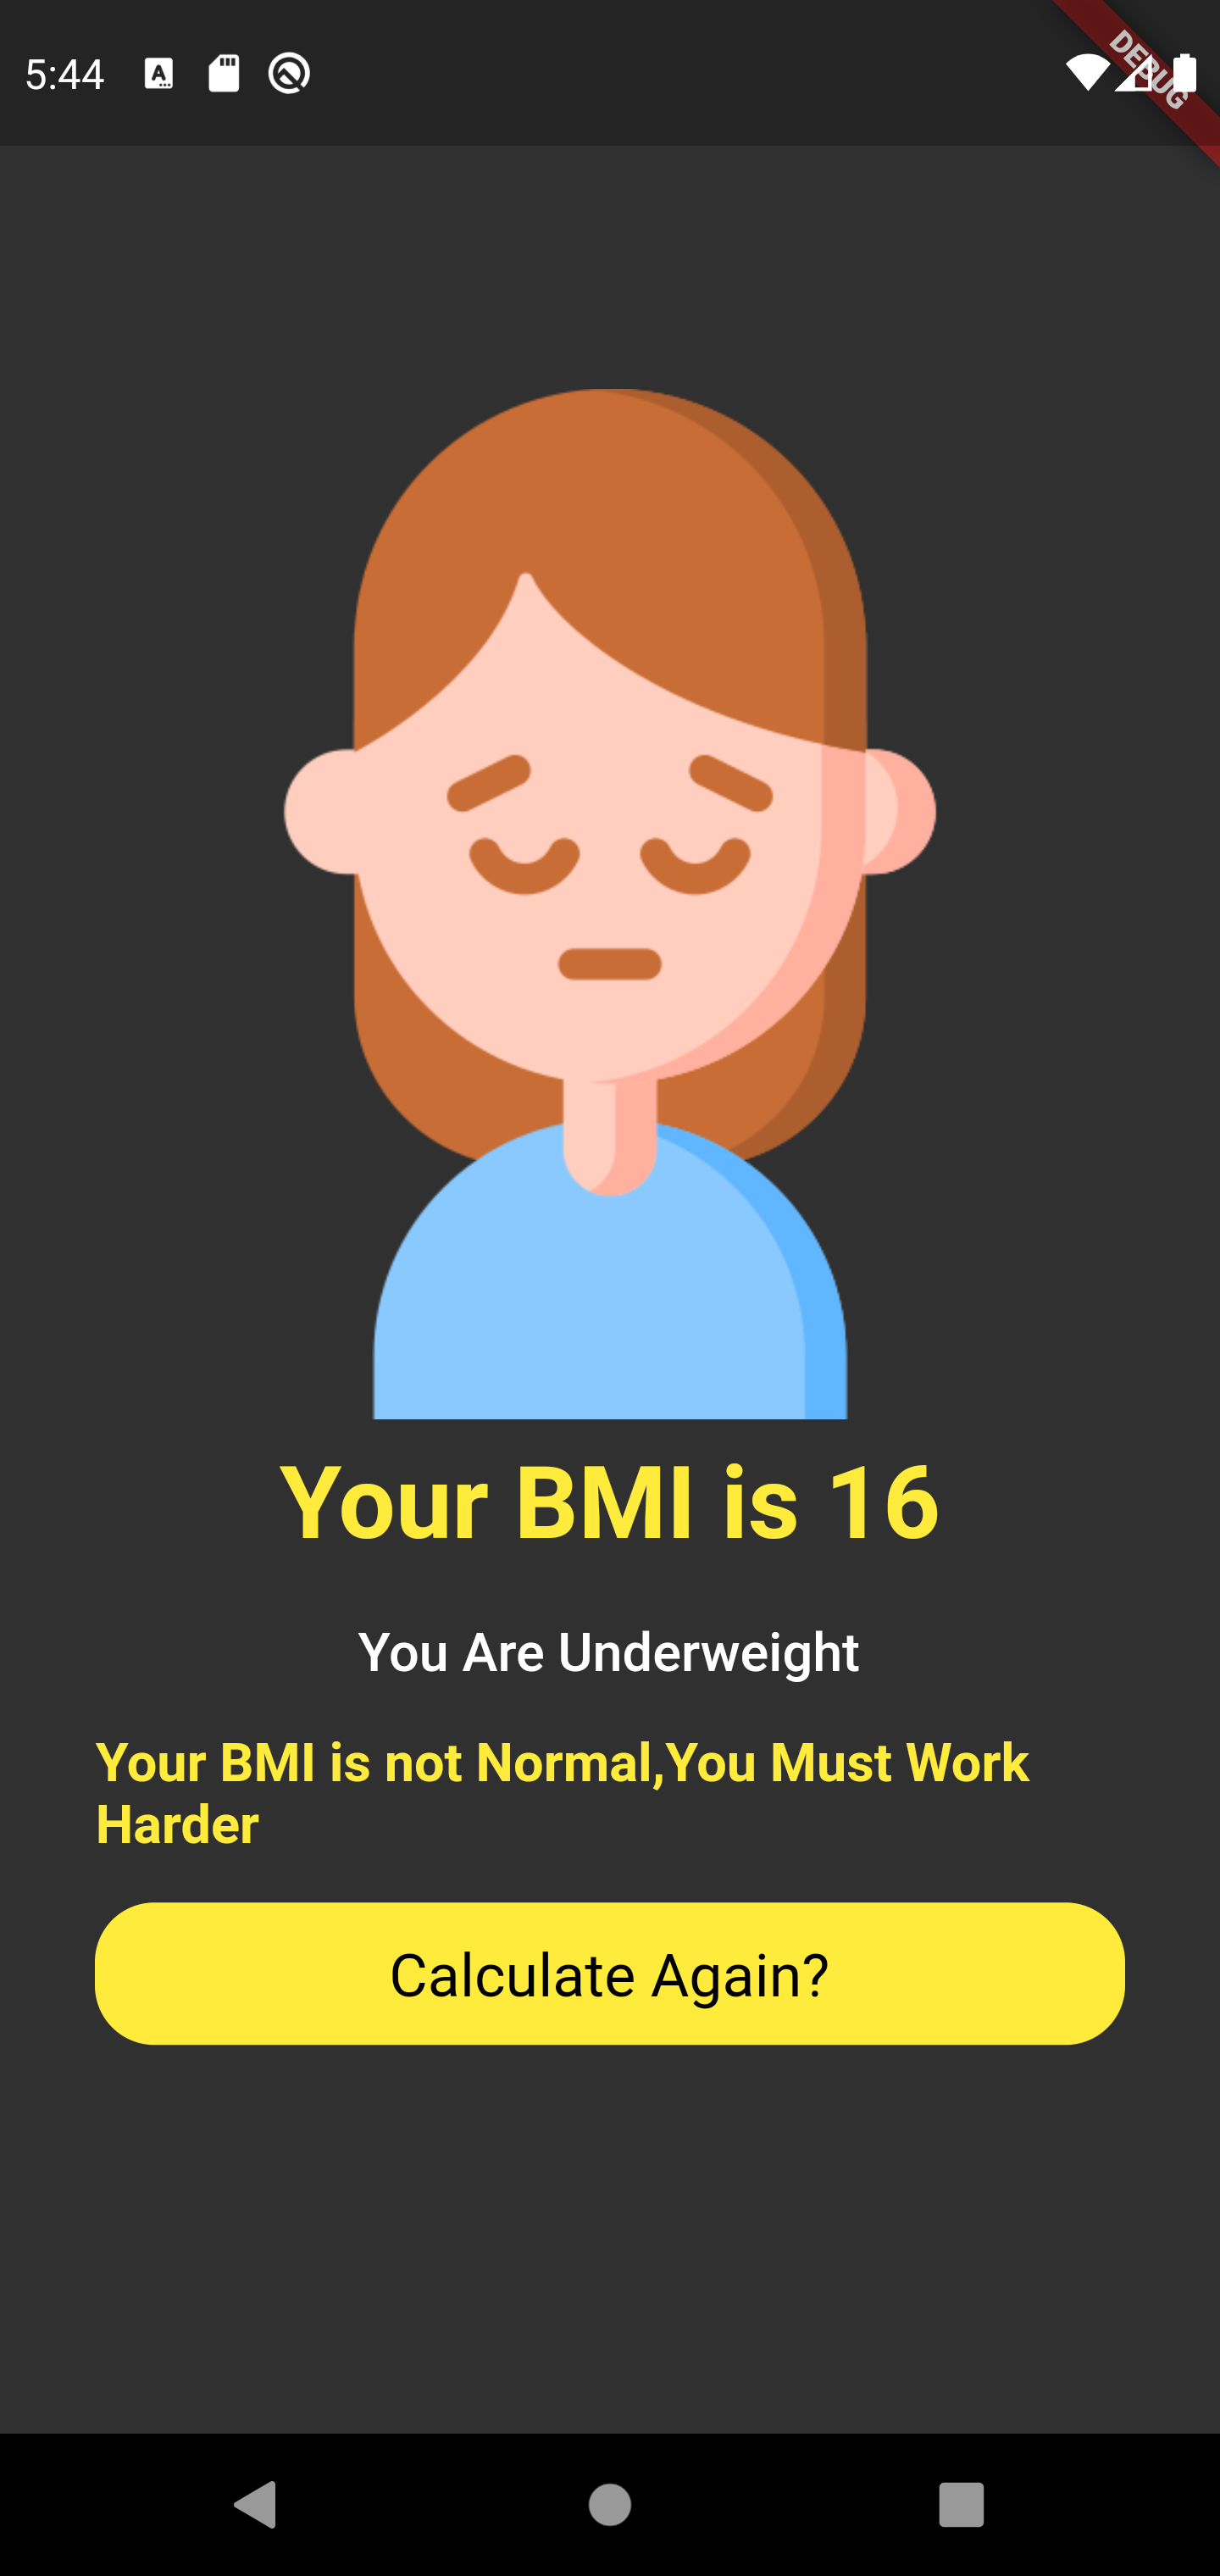 5:44
DEBUG
Your BMI is 16
You Are Underweight
Your BMI is not Normal,You Must Work
Harder
Calculate Again?